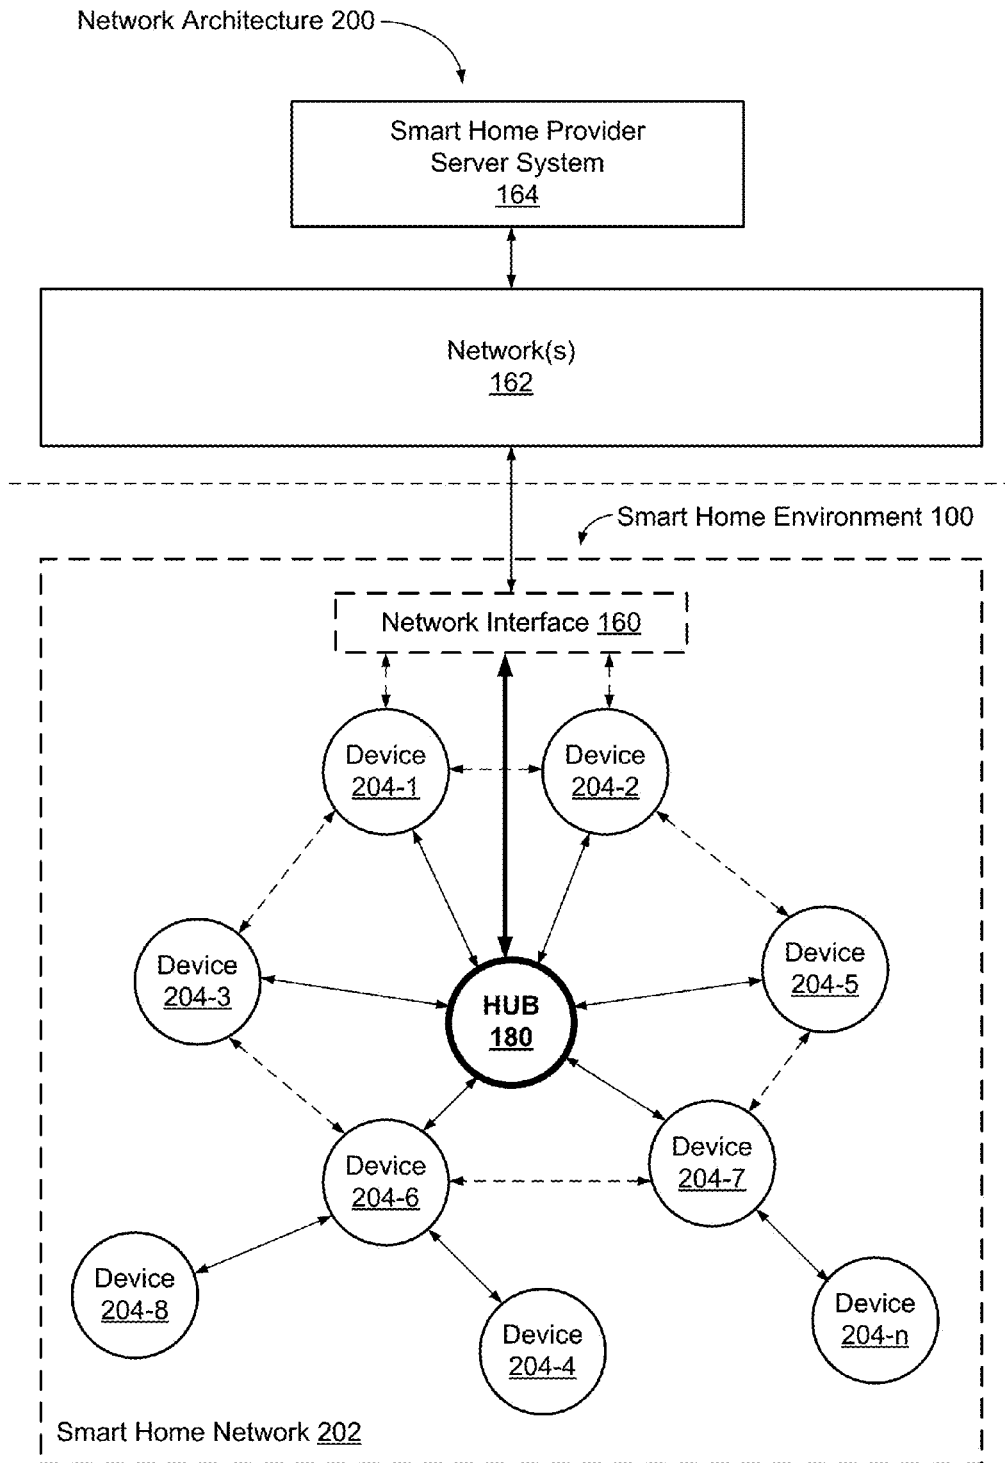 Network Architecture 200
Smart Home Provider
Server System
164
Network(s)
162
Smart Home Environment 100
Network Interface 160
Device
204-1
Device
204-2
Device
204-3
Device
204-5
HUB
180
Device
204-6
Device
204-7
Device
204-8
Device
204-4
Device
204-n
Smart Home Network 202